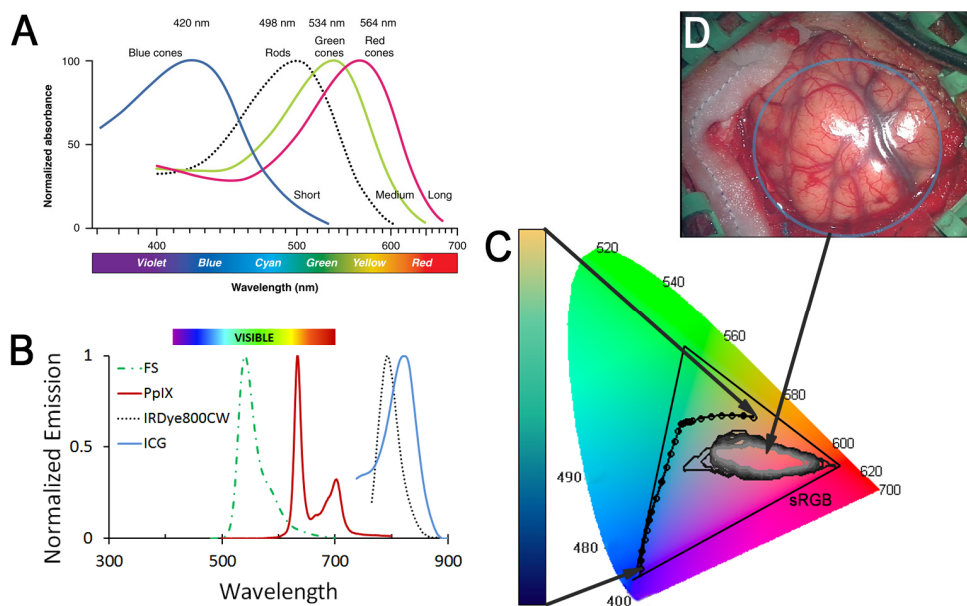 A
420 nm
498 nm
534 nm
564 nm
Blue cones
Rods
Green
cones
Red
cones
Normalized absorbance
100
50
0
Short
Medium
Long
400
500
600
700
Violet
Blue
Cyan
Green
Yellow
Red
Wavelength (nm)
B
VISIBLE
Normalized Emission
1
0.5
0
FS
PpIX
IRDye800CW
ICG
300
500
700
900
Wavelength
C
520
540
560
580
600
620
700
490
480
400
sRGB
D